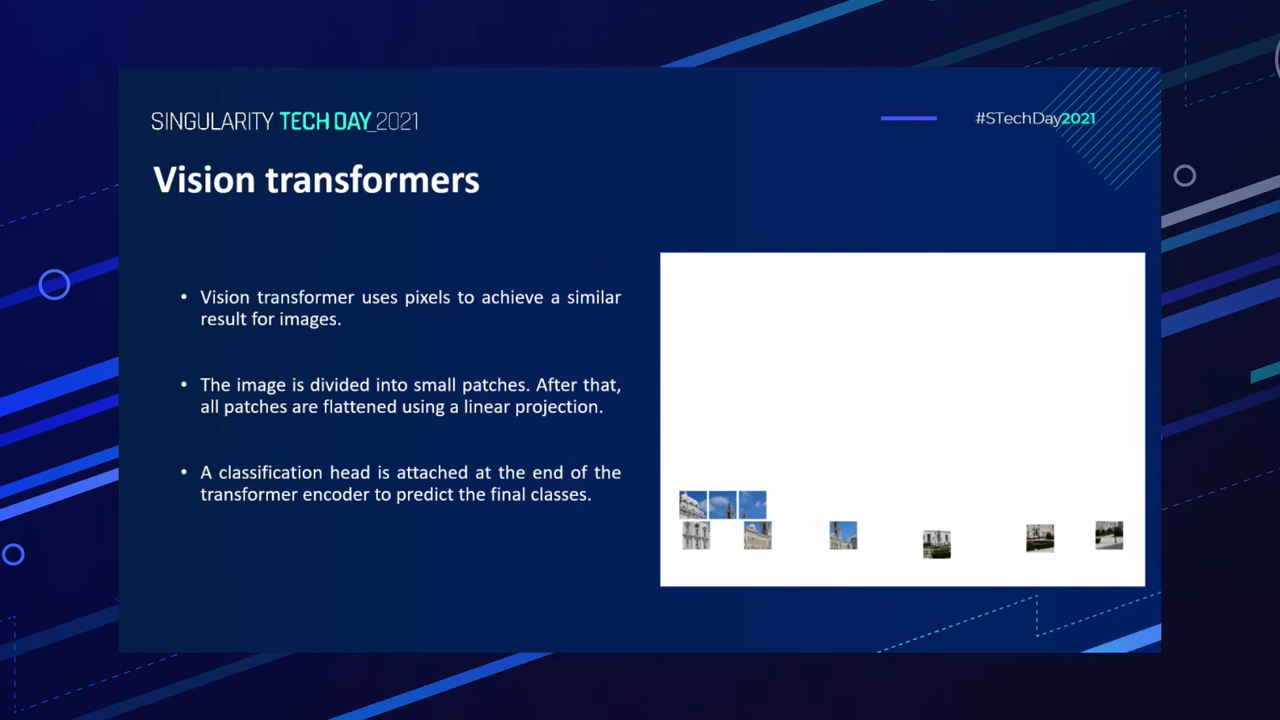 SINGULARITY TECH DAY_2021
#STechDay2021
Vision transformers
• Vision transformer uses pixels to achieve a similar
result for images.
• The image is divided into small patches. After that,
all patches are flattened using a linear projection.
• A classification head is attached at the end of the
transformer encoder to predict the final classes.